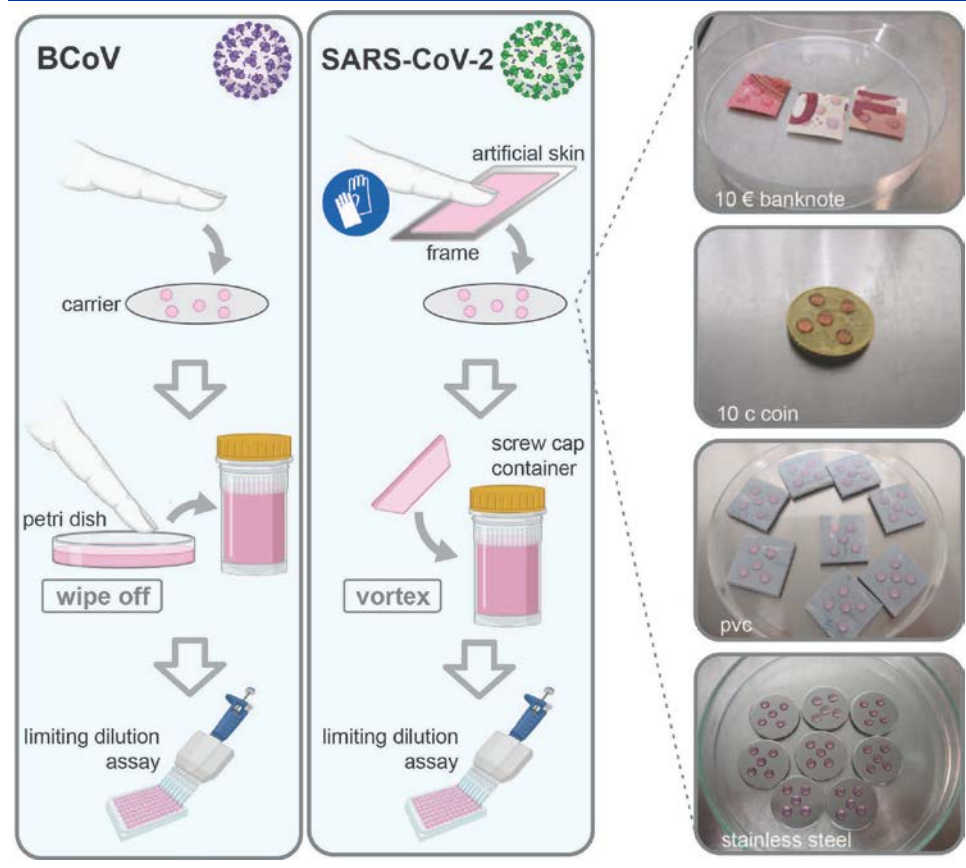 BCoV
carrier
petri dish
wipe off
limiting dilution
assay
SARS-CoV-2
artificial skin
frame
screw cap
container
vortex
limiting dilution
assay
10 € banknote
10 c coin
pvc
stainless steel